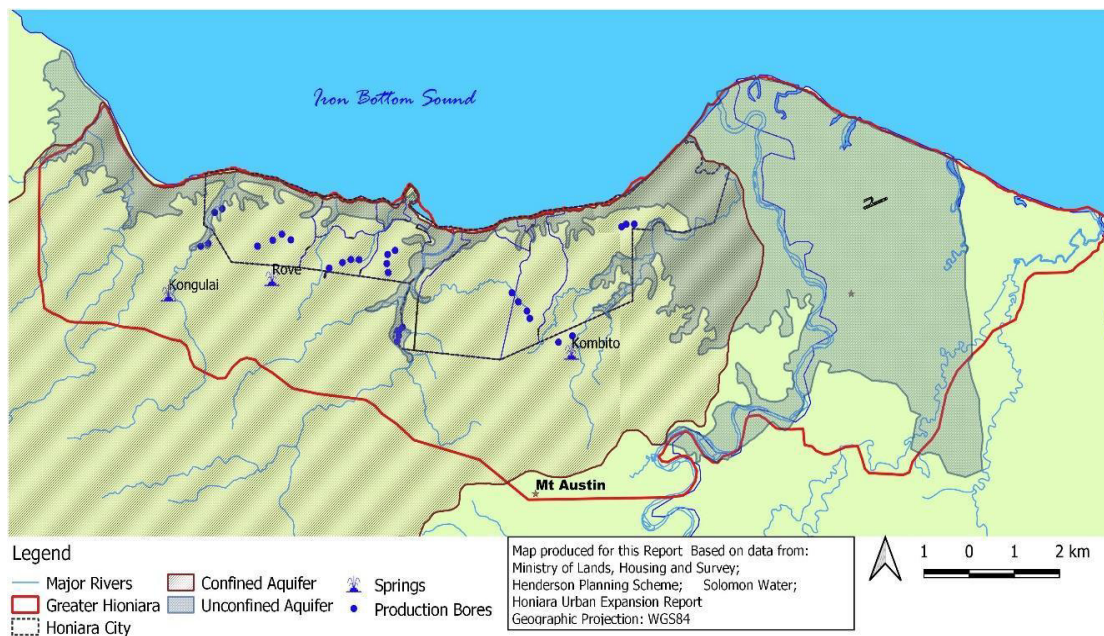 Iron Bottom Sound
Kongulai
Rove
Kombito
Mt Austin
Legend
Major Rivers
Greater Hioniara
Honiara City
Confined Aquifer
Unconfined Aquifer
Springs
Production Bores
Map produced for this Report Based on data from:
Ministry of Lands, Housing and Survey;
Henderson Planning Scheme; Solomon Water;
Honiara Urban Expansion Report
Geographic Projection: WGS84
1 0 1 2 km